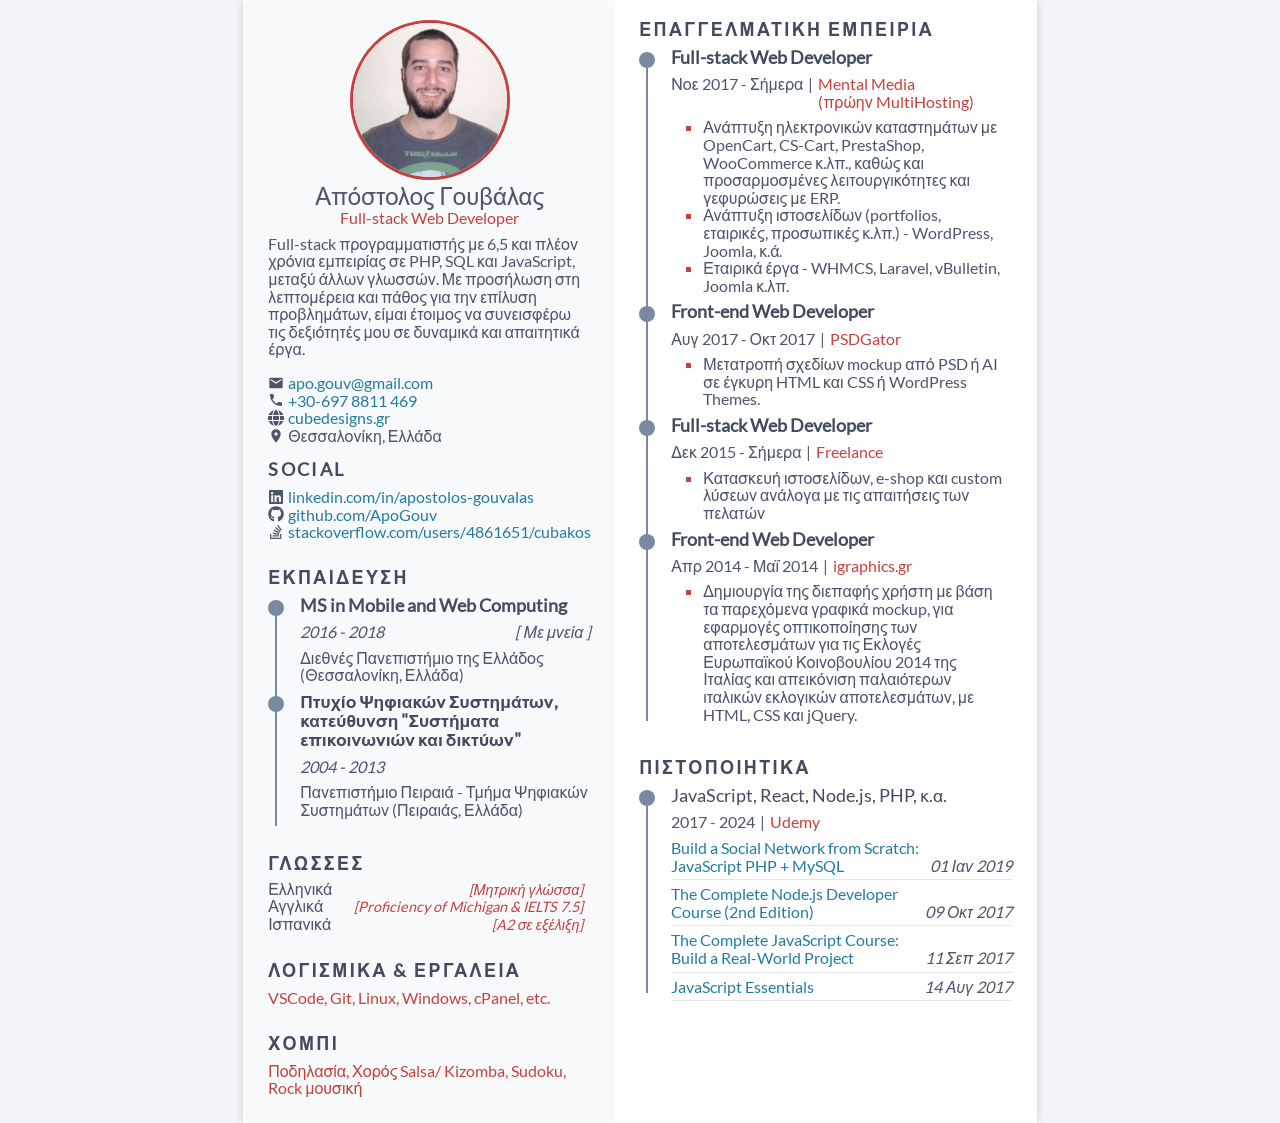 Απόστολος Γουβάλας
Full-stack Web Developer
Full-stack προγραμματιστής με 6,5 και πλέον
χρόνια εμπειρίας σε PHP, SQL και JavaScript,
μεταξύ άλλων γλωσσών. Με προσήλωση στη
λεπτομέρεια και πάθος για την επίλυση
προβλημάτων, είμαι έτοιμος να συνεισφέρω
τις δεξιότητές μου σε δυναμικά και απαιτητικά
έργα.
apo.gouv@gmail.com
+30-697 8811 469
cubedesigns.gr
Θεσσαλονίκη, Ελλάδα
SOCIAL
linkedin.com/in/apostolos-gouvalas
github.com/ApoGouv
stackoverflow.com/users/4861651/cubakos
ΕΚΠΑΙΔΕΥΣΗ
MS in Mobile and Web Computing
2016 - 2018 [ Με μνεία ]
Διεθνές Πανεπιστήμιο της Ελλάδος
(Θεσσαλονίκη, Ελλάδα)
Πτυχίο Ψηφιακών Συστημάτων,
κατεύθυνση "Συστήματα
επικοινωνιών και δικτύων"
2004 - 2013
Πανεπιστήμιο Πειραιά - Τμήμα Ψηφιακών
Συστημάτων (Πειραιάς, Ελλάδα)
ΓΛΩΣΣΕΣ
Ελληνικά [Μητρική γλώσσα]
Αγγλικά [Proficiency of Michigan & IELTS 7.5]
Ισπανικά [Α2 σε εξέλιξη]
ΛΟΓΙΣΜΙΚΑ & ΕΡΓΑΛΕΙΑ
VSCode, Git, Linux, Windows, cPanel, etc.
ΧΟΜΠΙ
Ποδηλασία, Χορός Salsa/ Kizomba, Sudoku,
Rock μουσική
ΕΠΑΓΓΕΛΜΑΤΙΚΗ ΕΜΠΕΙΡΙΑ
Full-stack Web Developer
Νοε 2017 - Σήμερα | Mental Media
(πρώην MultiHosting)
Ανάπτυξη ηλεκτρονικών καταστημάτων με
OpenCart, CS-Cart, PrestaShop,
WooCommerce κ.λπ., καθώς και
προσαρμοσμένες λειτουργικότητες και
γεφυρώσεις με ERP.
Ανάπτυξη ιστοσελίδων (portfolios,
εταιρικές, προσωπικές κ.λπ.) - WordPress,
Joomla, κ.ά.
Εταιρικά έργα - WHMCS, Laravel, vBulletin,
Joomla κ.λπ.
Front-end Web Developer
Αυγ 2017 - Οκτ 2017 | PSDGator
Μετατροπή σχεδίων mockup από PSD ή AI
σε έγκυρη HTML και CSS ή WordPress
Themes.
Full-stack Web Developer
Δεκ 2015 - Σήμερα | Freelance
Κατασκευή ιστοσελίδων, e-shop και custom
λύσεων ανάλογα με τις απαιτήσεις των
πελατών
Front-end Web Developer
Απρ 2014 - Μαΐ 2014 | igraphics.gr
Δημιουργία της διεπαφής χρήστη με βάση
τα παρεχόμενα γραφικά mockup, για
εφαρμογές οπτικοποίησης των
αποτελεσμάτων για τις Εκλογές
Ευρωπαϊκού Κοινοβουλίου 2014 της
Ιταλίας και απεικόνιση παλαιότερων
ιταλικών εκλογικών αποτελεσμάτων, με
HTML, CSS και jQuery.
ΠΙΣΤΟΠΟΙΗΤΙΚΑ
JavaScript, React, Node.js, PHP, κ.α.
2017 - 2024 | Udemy
Build a Social Network from Scratch:
JavaScript PHP + MySQL 01 Ιαν 2019
The Complete Node.js Developer
Course (2nd Edition) 09 Οκτ 2017
The Complete JavaScript Course:
Build a Real-World Project 11 Σεπ 2017
JavaScript Essentials 14 Αυγ 2017